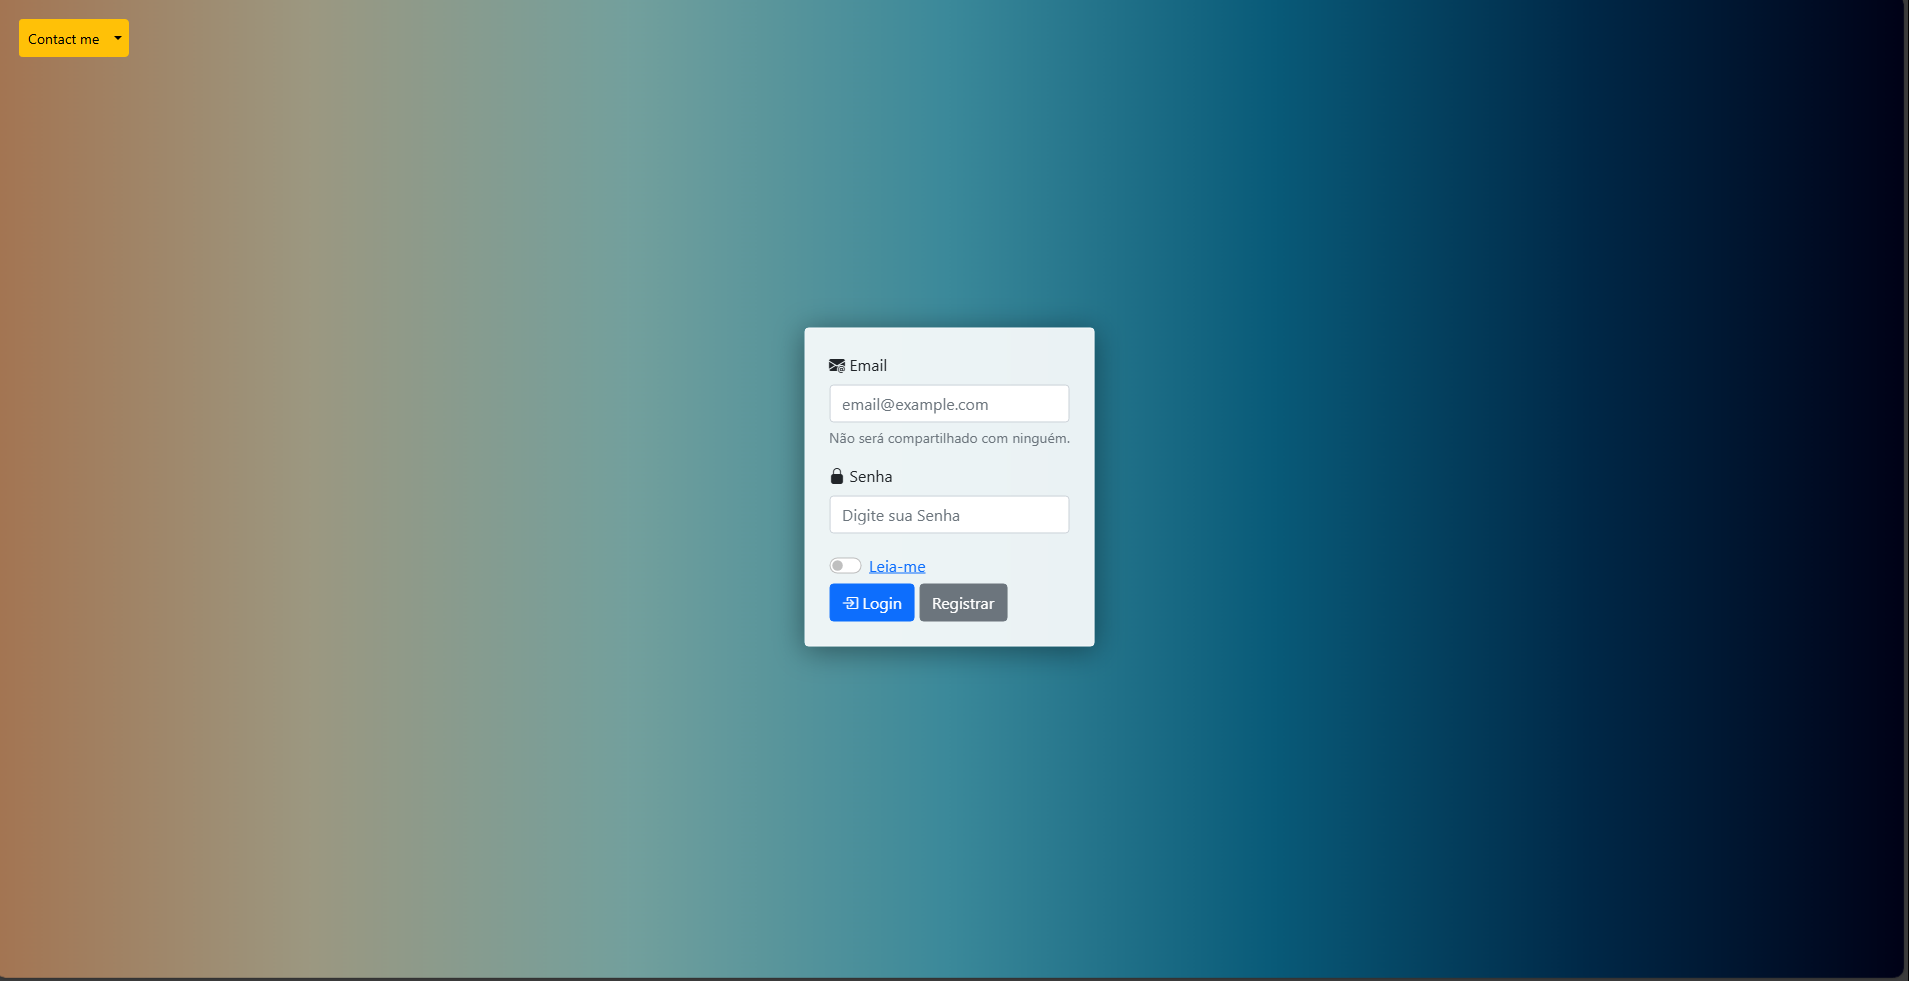 Contact me
Email
email@example.com
Não será compartilhado com ninguém.
Senha
Digite sua Senha
Leia-me
Login Registrar